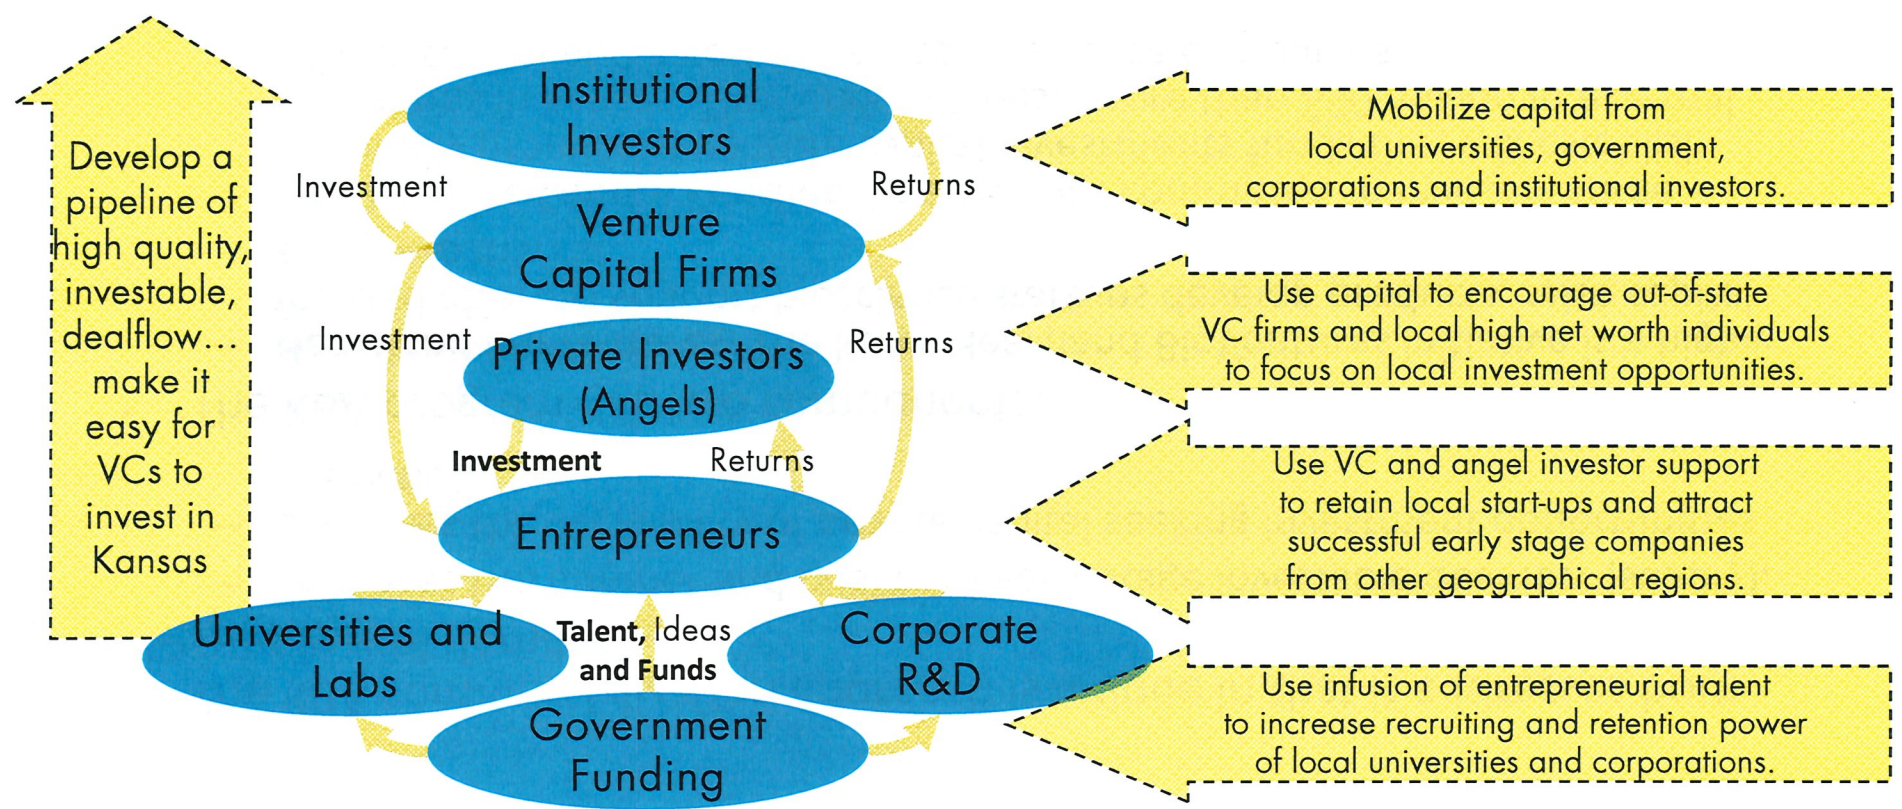 Develop a
pipeline of
high quality,
investable,
dealflow...
make it
easy for
VCs to
invest in
Kansas
Institutional
Investors
Investment
Returns
Venture
Capital Firms
Investment
Returns
Private Investors
(Angels)
Investment
Returns
Entrepreneurs
Universities and
Labs
Talent, Ideas
and Funds
Corporate
R&D
Government
Funding
Mobilize capital from
local universities, government,
corporations and institutional investors.
Use capital to encourage out-of-state
VC firms and local high net worth individuals
to focus on local investment opportunities.
Use VC and angel investor support
to retain local start-ups and attract
successful early stage companies
from other geographical regions.
Use infusion of entrepreneurial talent
to increase recruiting and retention power
of local universities and corporations.